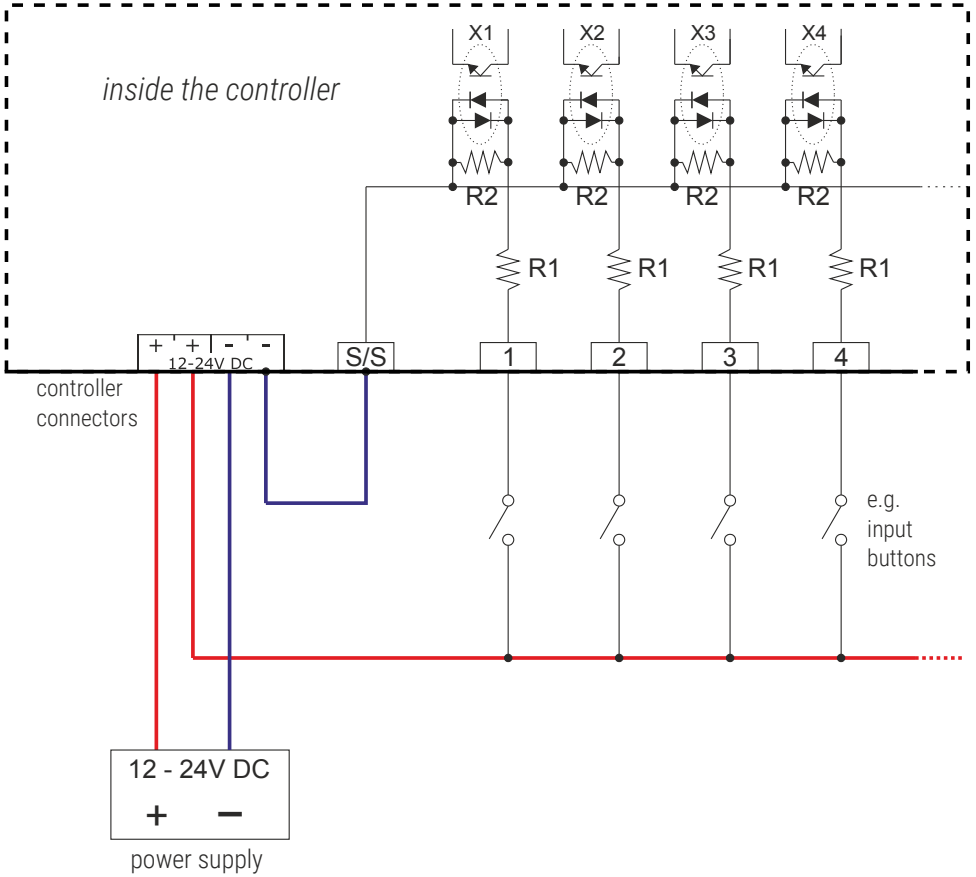 X1 X2 X3 X4
inside the controller
R2 R2 R2 R2
R1 R1 R1 R1
+ + - -
12-24V DC
S/S 1 2 3 4
controller
connectors
e.g.
input
buttons
12 - 24V DC
+ −
power supply